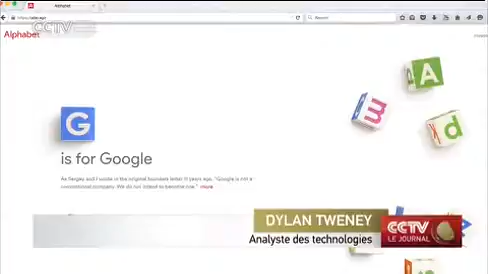 Alphabet
https://abc.xyz
Search
CCTV
Alphabet
G
A
m
p
is for Google
As Sergey and I wrote in the original founders letter 11 years ago, "Google is not a
conventional company. We do not intend to become one." more
DYLAN TWENEY
Analyste des technologies
CCTV
LE JOURNAL